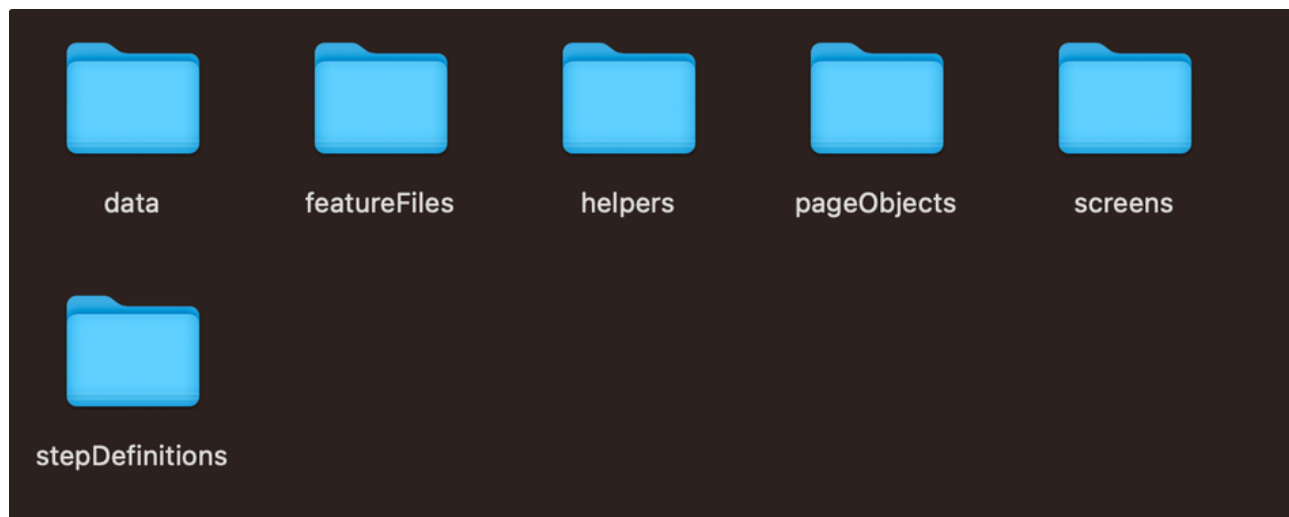 data
featureFiles
helpers
pageObjects
screens
stepDefinitions